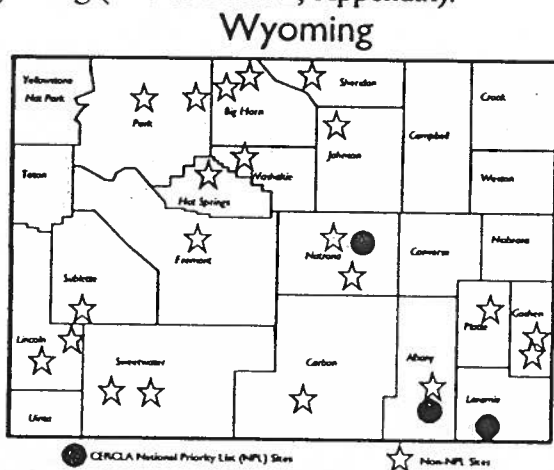 Wyoming
Yellowstone
Nat Park
Park
Big Horn
Sheridan
Crook
Campbell
Johnson
Teton
Washakie
Weston
Hot Springs
Fremont
Natrona
Converse
Niobrara
Sublette
Lincoln
Sweetwater
Carbon
Albany
Platte
Goshen
Uinta
Laramie
CERCLA National Priority List (NPL) Sites
Non-NPL Sites